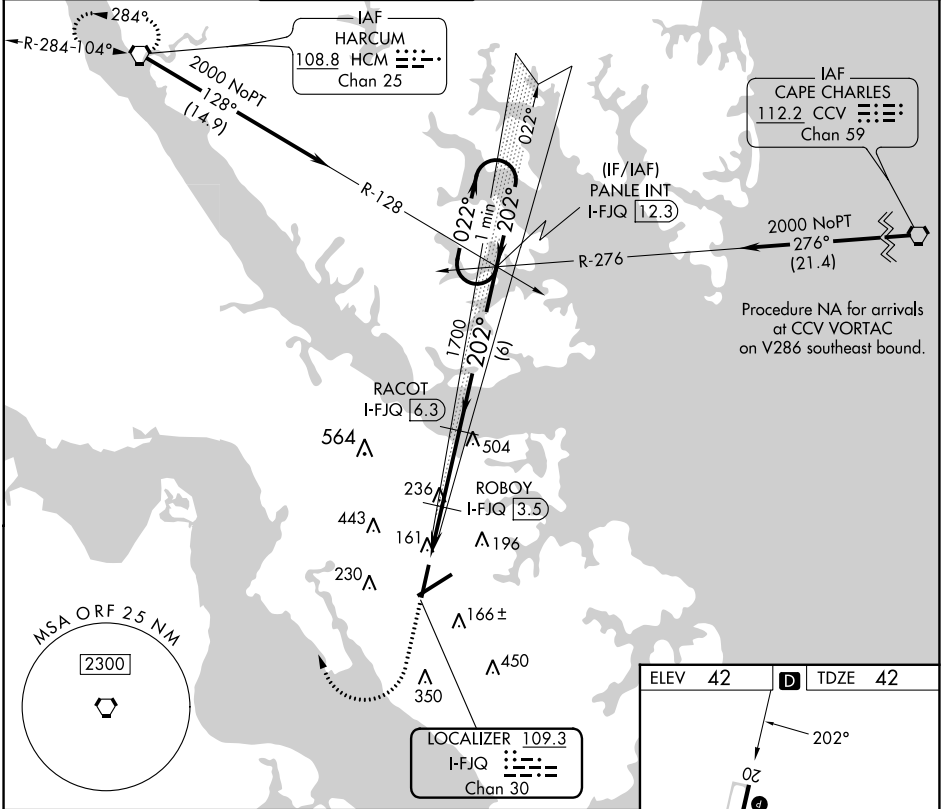 284°
R-284-104°
IAF
HARCUM
108.8 HCM
Chan 25
2000 NoPT
128°
(14.9)
R-128
022°
IAF
CAPE CHARLES
112.2 CCV
Chan 59
(IF/IAF)
PANLE INT
I-FJQ 12.3
022°
1 min
202°
2000 NoPT
276°
(21.4)
R-276
Procedure NA for arrivals
at CCV VORTAC
on V286 southeast bound.
1700
202°
(6)
RACOT
I-FJQ 6.3
564
504
236
ROBOY
I-FJQ 3.5
443
161
196
230
166±
450
350
MSA ORF 25 NM
2300
LOCALIZER 109.3
I-FJQ
Chan 30
ELEV 42 D TDZE 42
202°
20
P